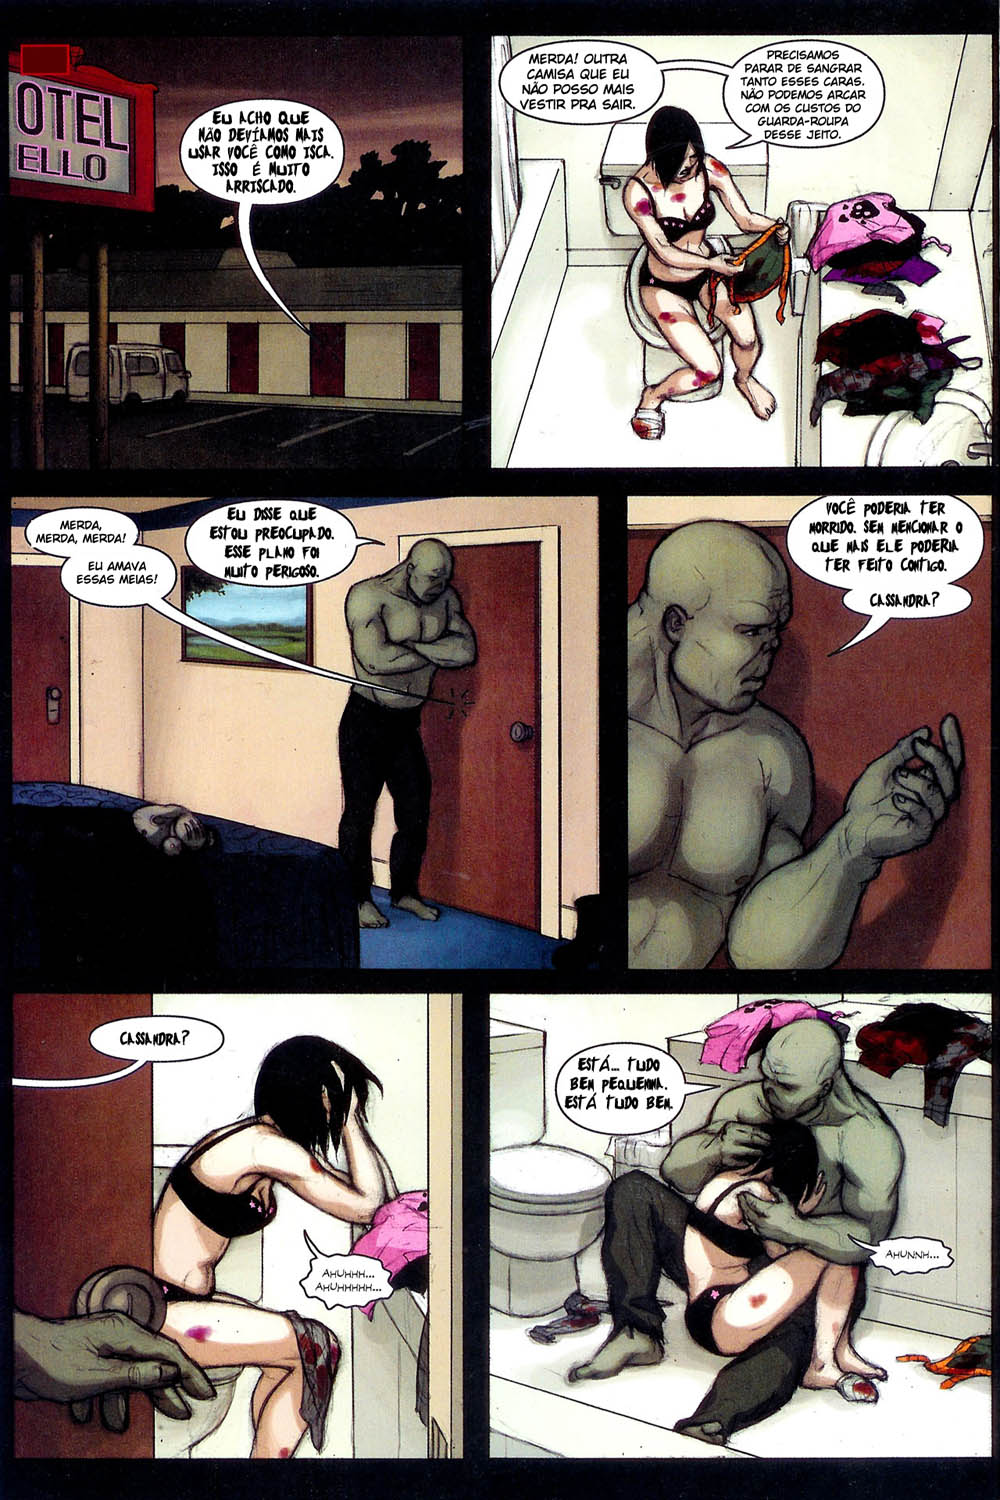 OTEL
ELLO
EU ACHO QUE
NÃO DEVÍAMOS MAIS
USAR VOCÊ COMO ISCA.
ISSO É MUITO
ARRISCADO.
MERDA! OUTRA
CAMISA QUE EU
NÃO POSSO MAIS
VESTIR PRA SAIR.
PRECISAMOS
PARAR DE SANGRAR
TANTO ESSES CARAS.
NÃO PODEMOS ARCAR
COM OS CUSTOS DO
GUARDA-ROUPA
DESSE JEITO.
MERDA,
MERDA, MERDA!
EU AMAVA
ESSAS MEIAS!
EU DISSE QUE
ESTOU PREOCUPADO.
ESSE PLANO FOI
MUITO PERIGOSO.
VOCÊ PODERIA TER
MORRIDO. SEM MENCIONAR O
QUE MAIS ELE PODERIA
TER FEITO CONTIGO.
CASSANDRA?
CASSANDRA?
AHUHHH...
AHUHHHHH...
ESTÁ... TUDO
BEM PEQUENINA.
ESTÁ TUDO BEM.
AHUNNH...